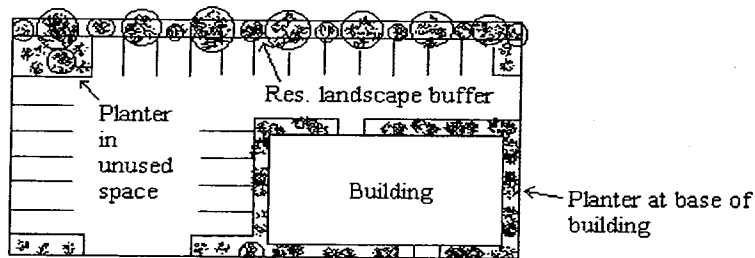 Res. landscape buffer
Planter
in
unused
space
Building
Planter at base of
building